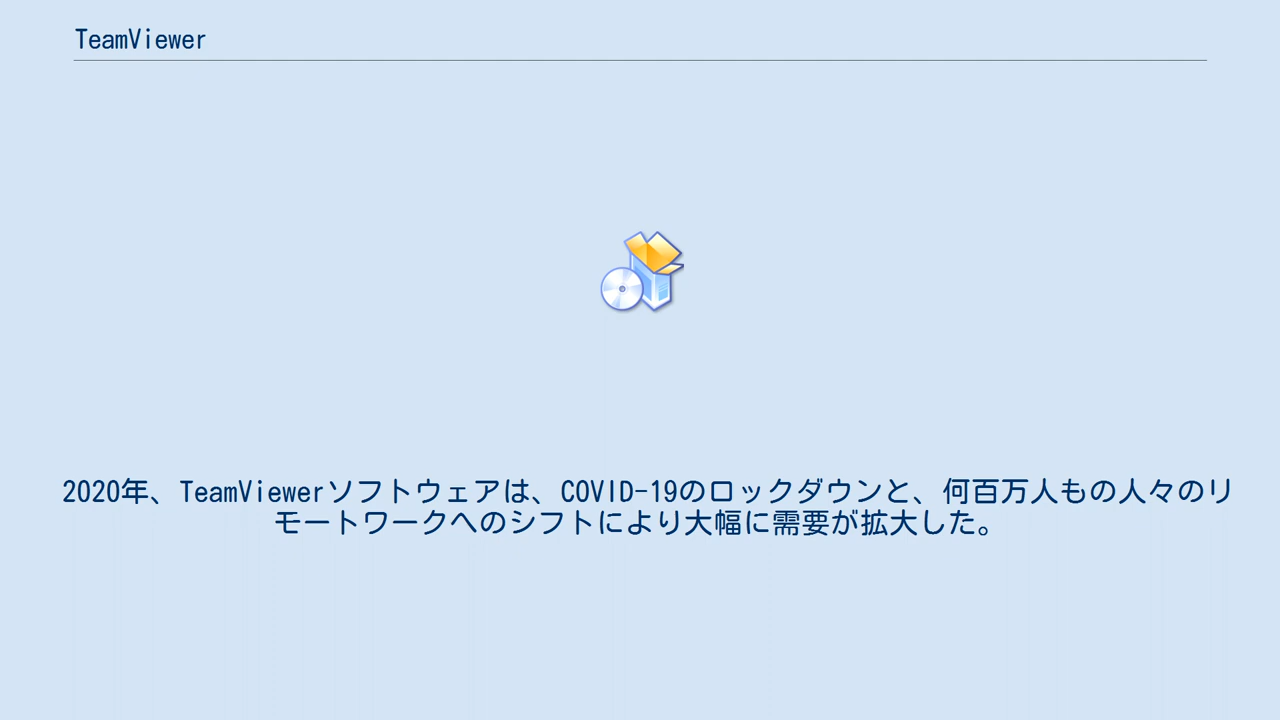 TeamViewer
2020年、TeamViewerソフトウェアは、COVID-19のロックダウンと、何百万人もの人々のリ
モートワークへのシフトにより大幅に需要が拡大した。